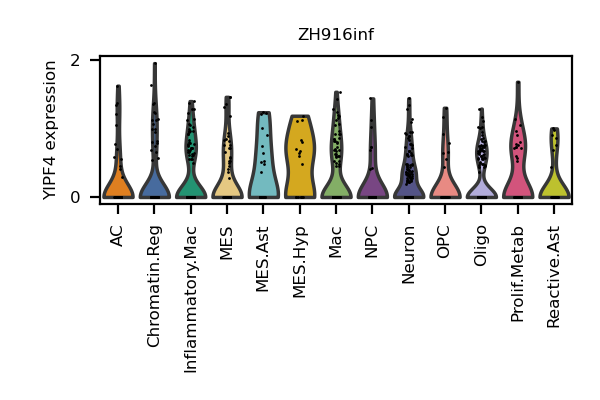 ZH916inf
YIPF4 expression
2
0
AC
Chromatin.Reg
Inflammatory.Mac
MES
MES.Ast
MES.Hyp
Mac
NPC
Neuron
OPC
Oligo
Prolif.Metab
Reactive.Ast